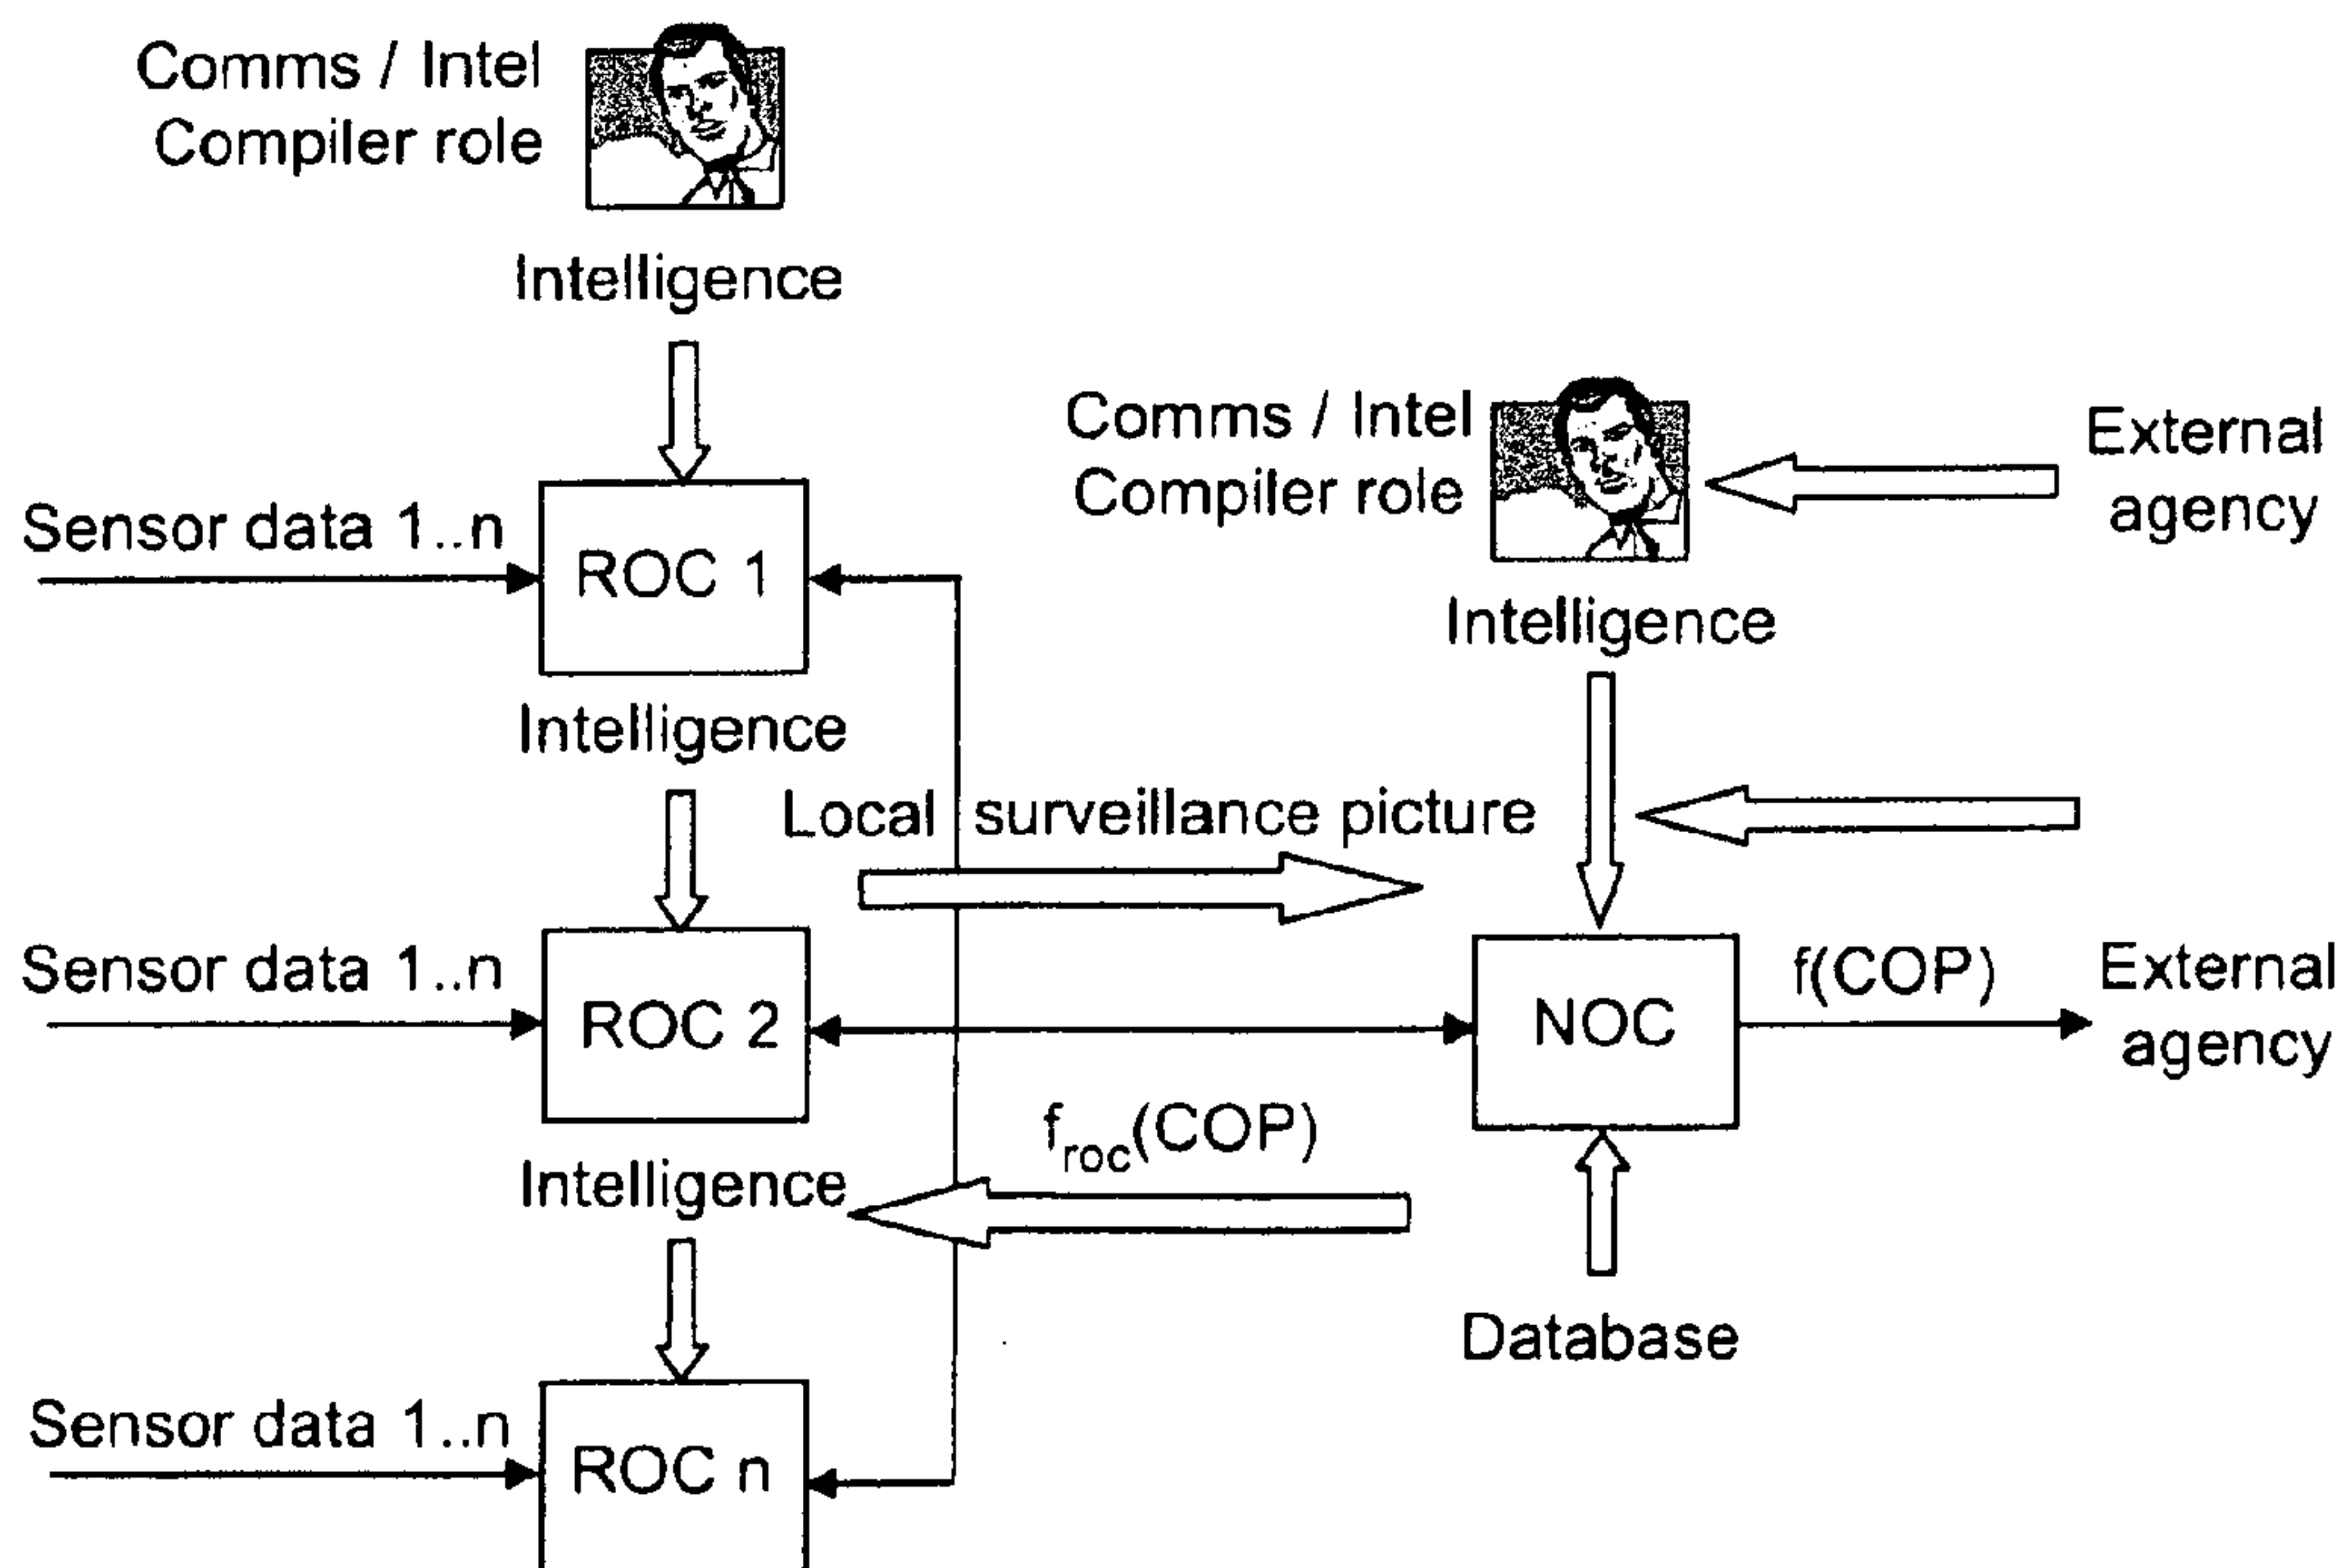 Comms / Intel
Compiler role
Intelligence
Comms / Intel
Compiler role
External
agency
Sensor data 1..n
ROC 1
Intelligence
Intelligence
Local surveillance picture
Sensor data 1..n
ROC 2
NOC
f(COP)
External
agency
froc(COP)
Intelligence
Database
Sensor data 1..n
ROC n